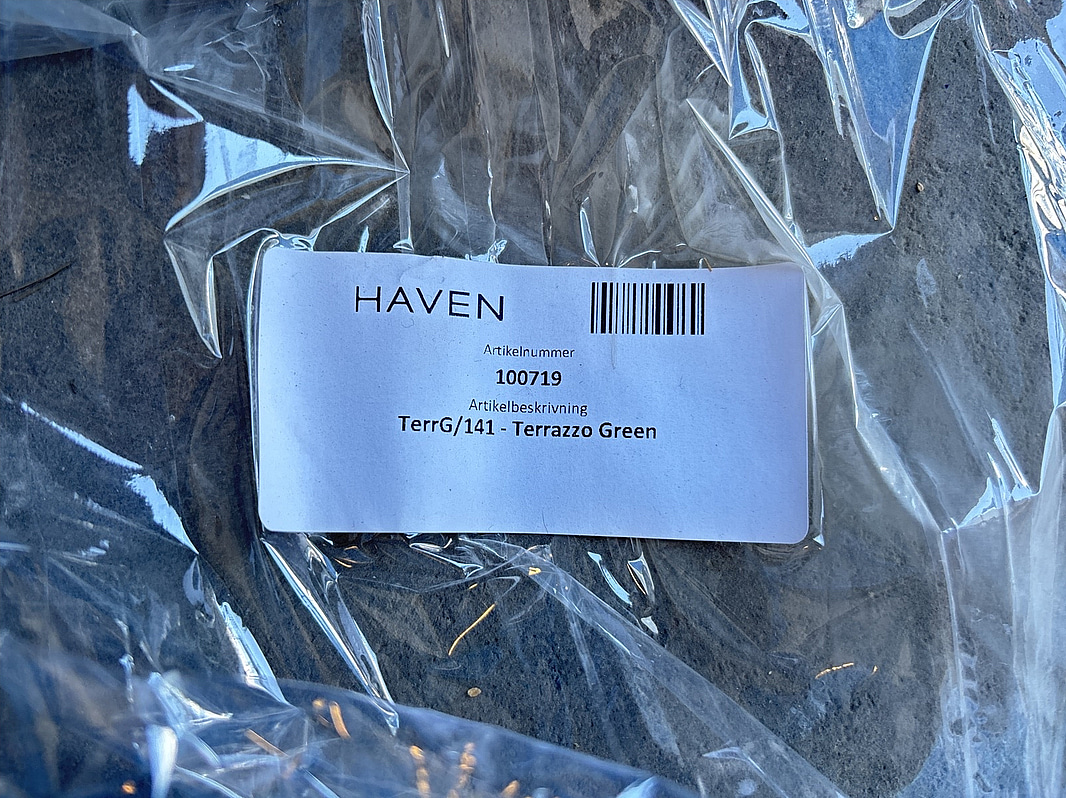 HAVEN
Artikelnummer
100719
Artikelbeskrivning
TerrG/141 - Terrazzo Green